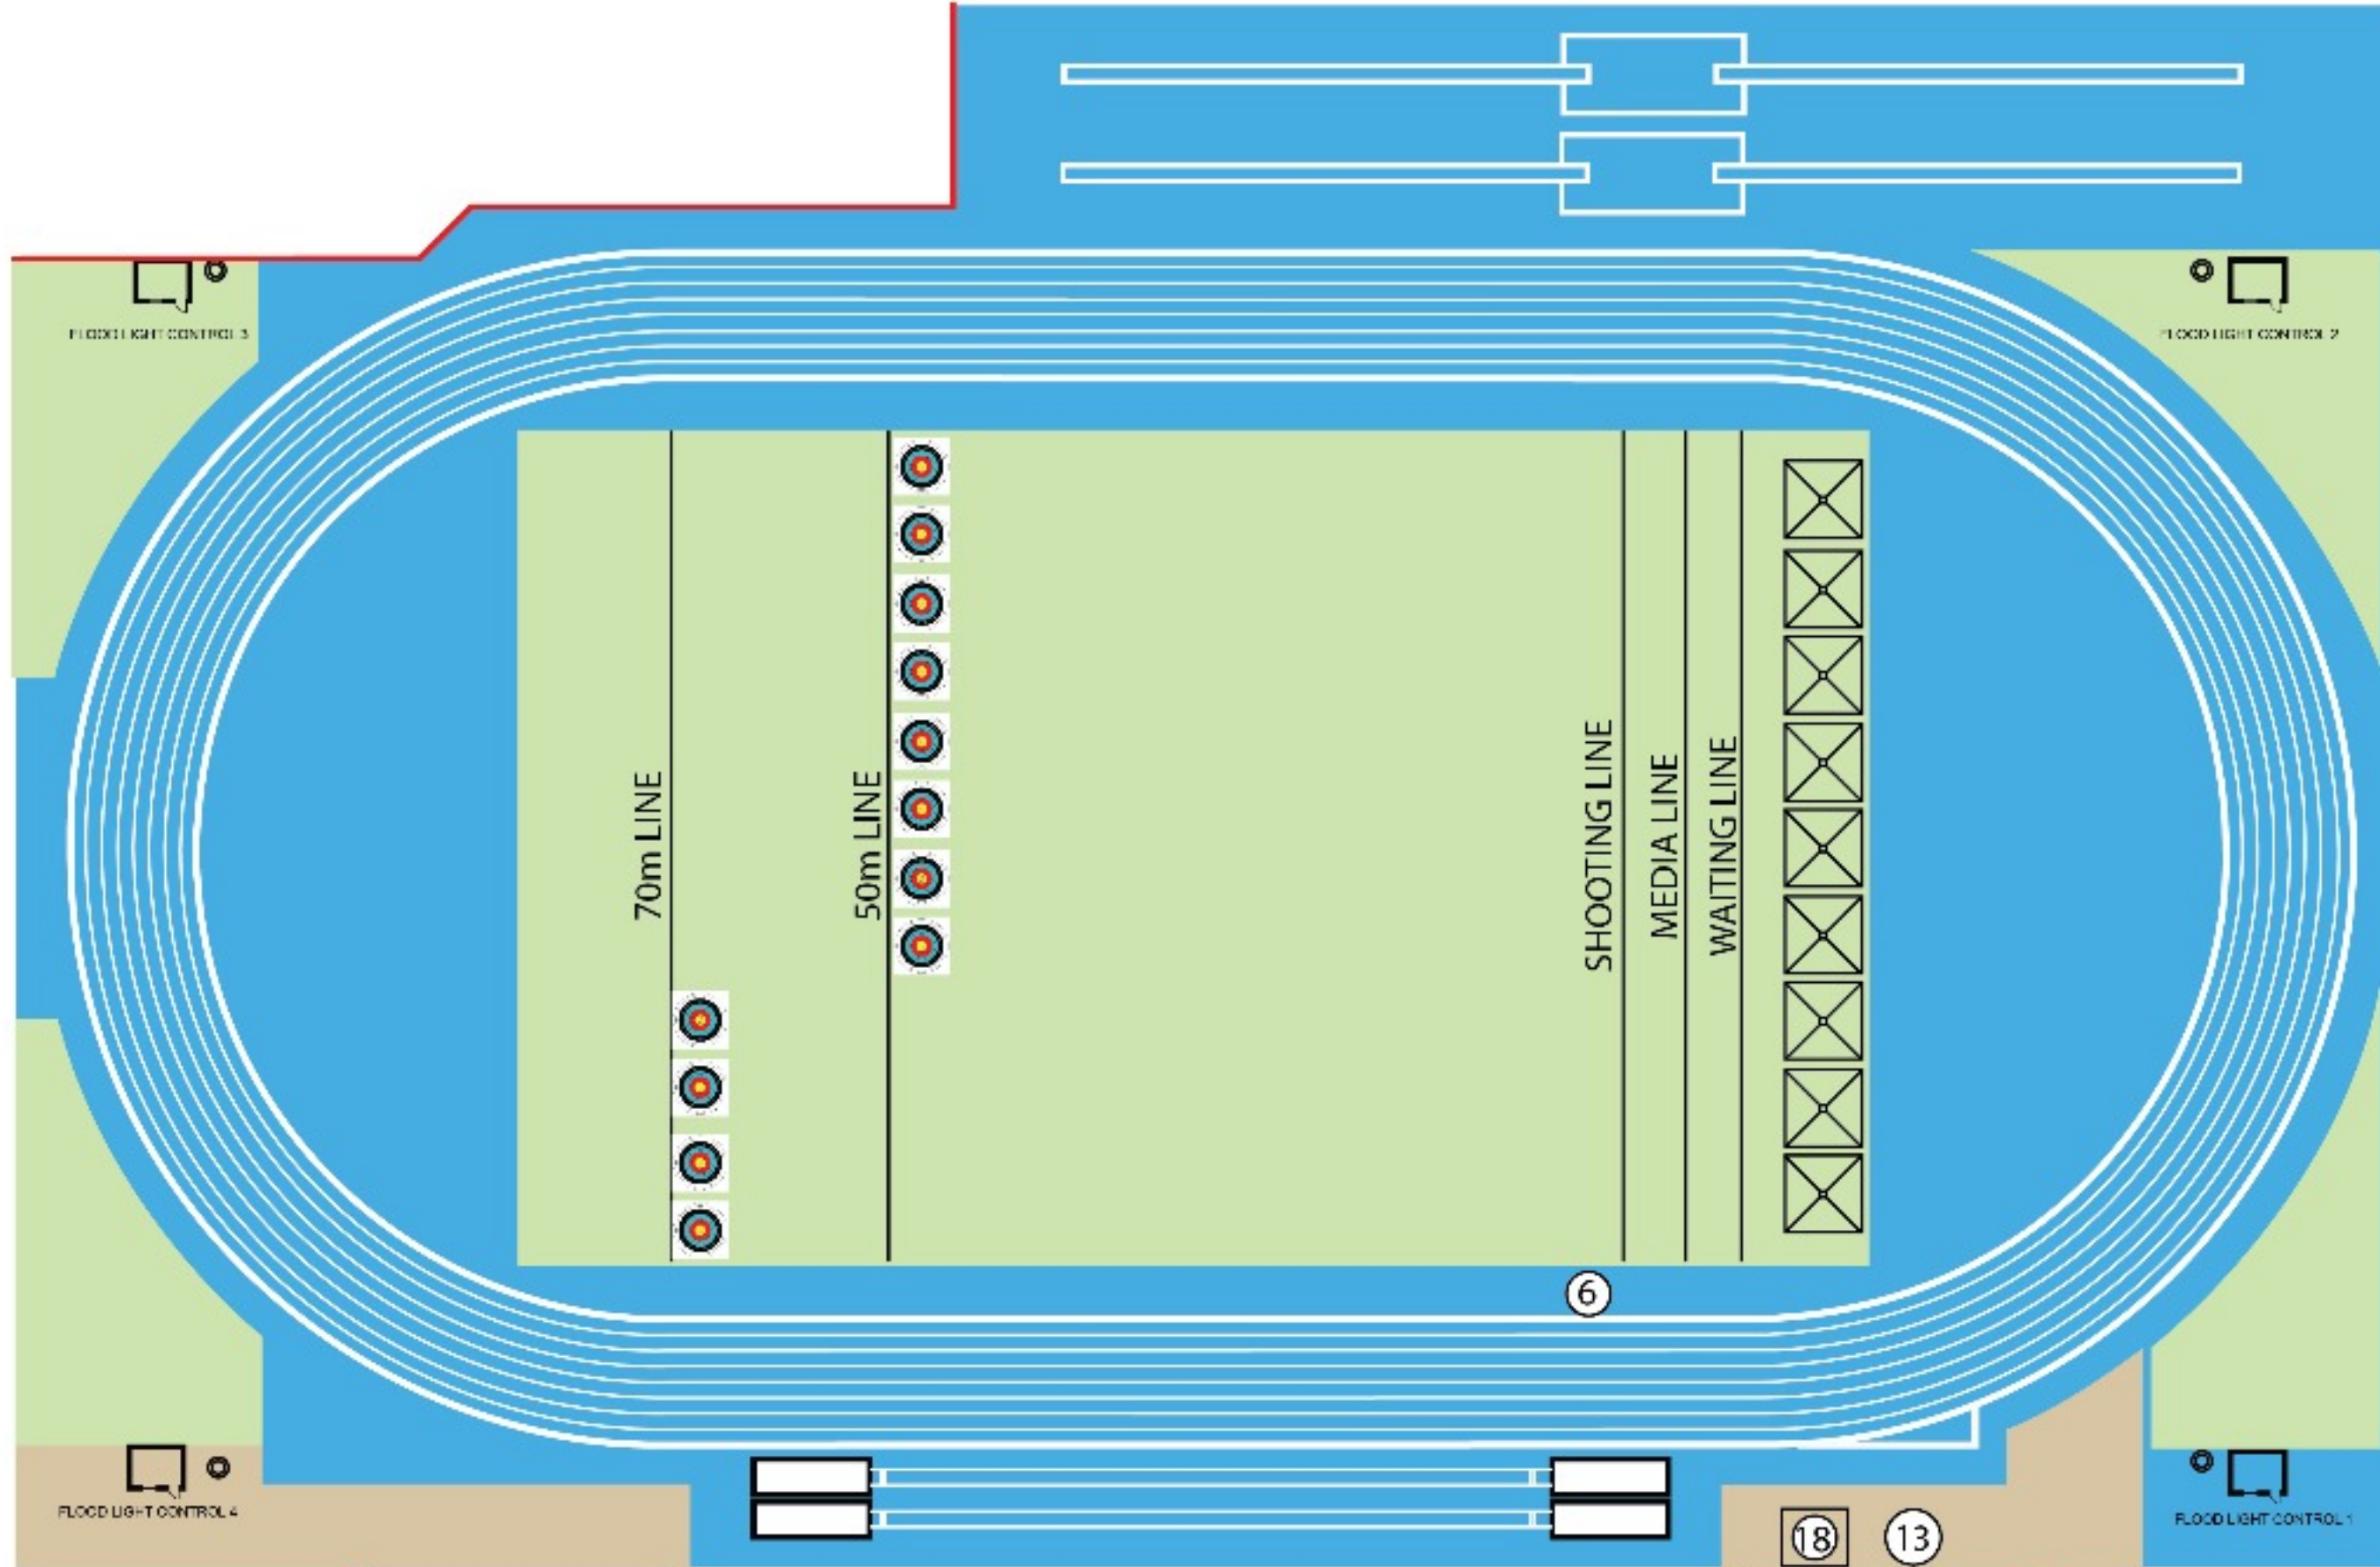 FLOOD LIGHT CONTROL 3
FLOOD LIGHT CONTROL 2
70m LINE
50m LINE
SHOOTING LINE
MEDIA LINE
WAITING LINE
6
FLOOD LIGHT CONTROL 4
18
13
FLOOD LIGHT CONTROL 1